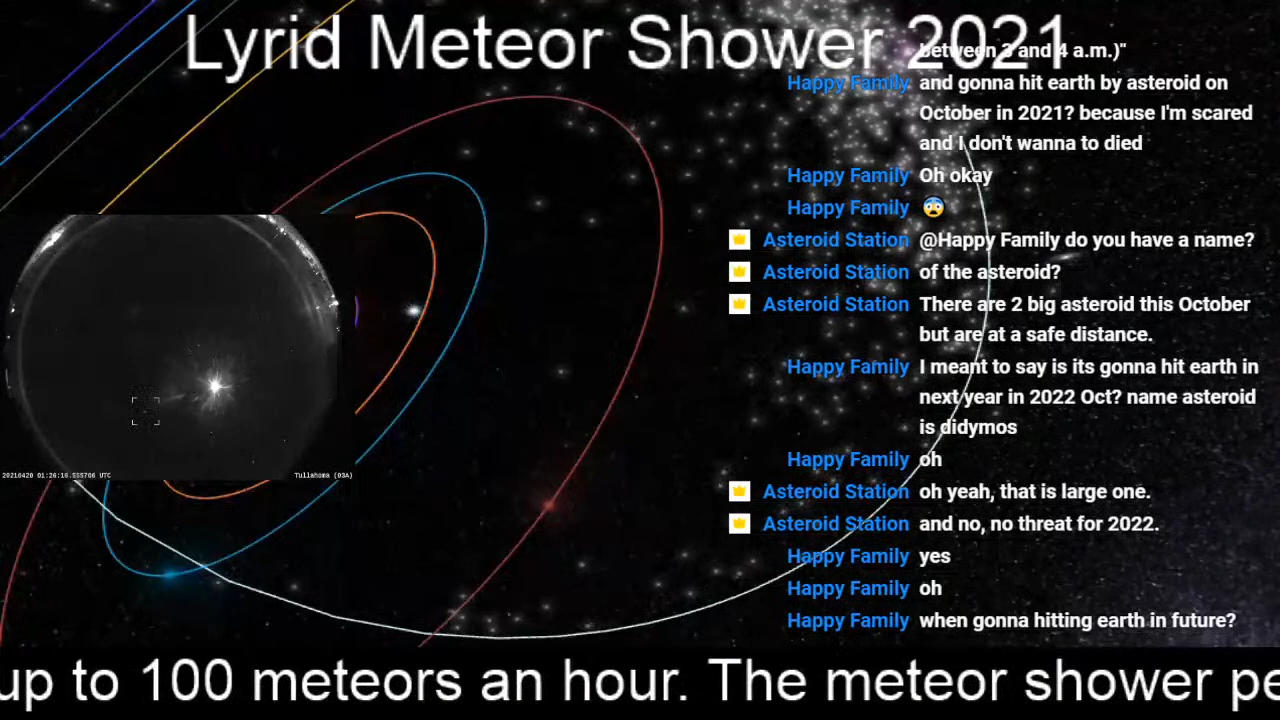 Lyrid Meteor Shower 2021
between 3 and 4 a.m.)"
Happy Family and gonna hit earth by asteroid on
October in 2021? because I'm scared
and I don't wanna to died
Happy Family Oh okay
Happy Family 😨
Asteroid Station @Happy Family do you have a name?
Asteroid Station of the asteroid?
Asteroid Station There are 2 big asteroid this October
but are at a safe distance.
Happy Family I meant to say is its gonna hit earth in
next year in 2022 Oct? name asteroid
is didymos
Happy Family oh
Asteroid Station oh yeah, that is large one.
Asteroid Station and no, no threat for 2022.
Happy Family yes
Happy Family oh
Happy Family when gonna hitting earth in future?
Tullahoma (03A)
up to 100 meteors an hour. The meteor shower pe